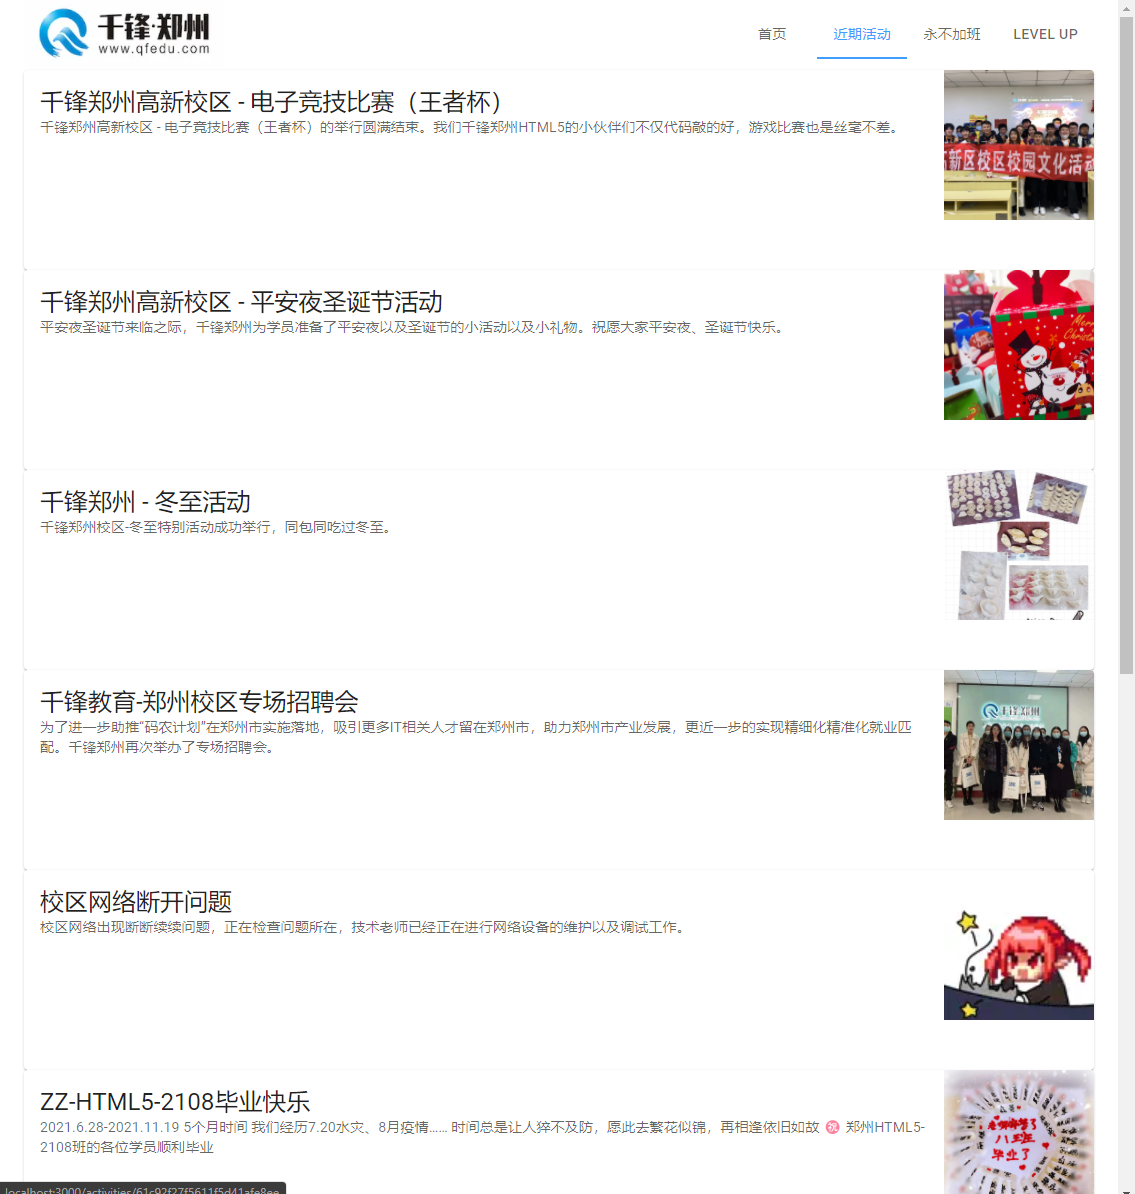 千锋·郑州
www.qfedu.com
首页
近期活动
永不加班
LEVEL UP
千锋郑州高新校区 - 电子竞技比赛（王者杯）
千锋郑州高新校区 - 电子竞技比赛（王者杯）的举行圆满结束。我们千锋郑州HTML5的小伙伴们不仅代码敲的好，游戏比赛也是丝毫不差。
高新区校区校园文化活动
千锋郑州高新校区 - 平安夜圣诞节活动
平安夜圣诞节来临之际，千锋郑州为学员准备了平安夜以及圣诞节的小活动以及小礼物。祝愿大家平安夜、圣诞节快乐。
Merry
Christmas
千锋郑州 - 冬至活动
千锋郑州校区-冬至特别活动成功举行，同包同吃过冬至。
千锋教育-郑州校区专场招聘会
为了进一步助推“码农计划”在郑州市实施落地，吸引更多IT相关人才留在郑州市，助力郑州市产业发展，更近一步的实现精细化精准化就业匹
配。千锋郑州再次举办了专场招聘会。
千锋郑州
校区网络断开问题
校区网络出现断断续续问题，正在检查问题所在，技术老师已经正在进行网络设备的维护以及调试工作。
ZZ-HTML5-2108毕业快乐
2021.6.28-2021.11.19 5个月时间 我们经历7.20水灾、8月疫情...... 时间总是让人猝不及防，愿此去繁花似锦，再相逢依旧如故 ㊗ 郑州HTML5-
2108班的各位学员顺利毕业
八班
毕业了
localhost:3000/activities/61c92f27f5611f5d41afe8ee